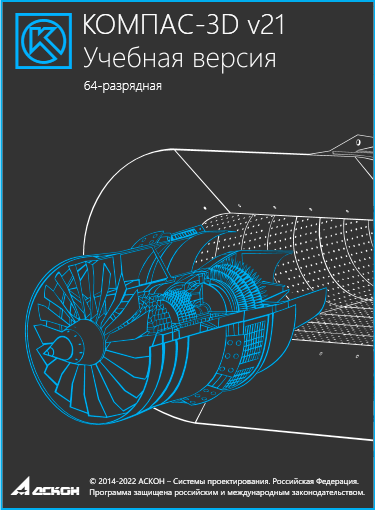 КОМПАС-3D v21
Учебная версия
64-разрядная
АСКОН
© 2014-2022 АСКОН – Системы проектирования. Российская Федерация.
Программа защищена российским и международным законодательством.